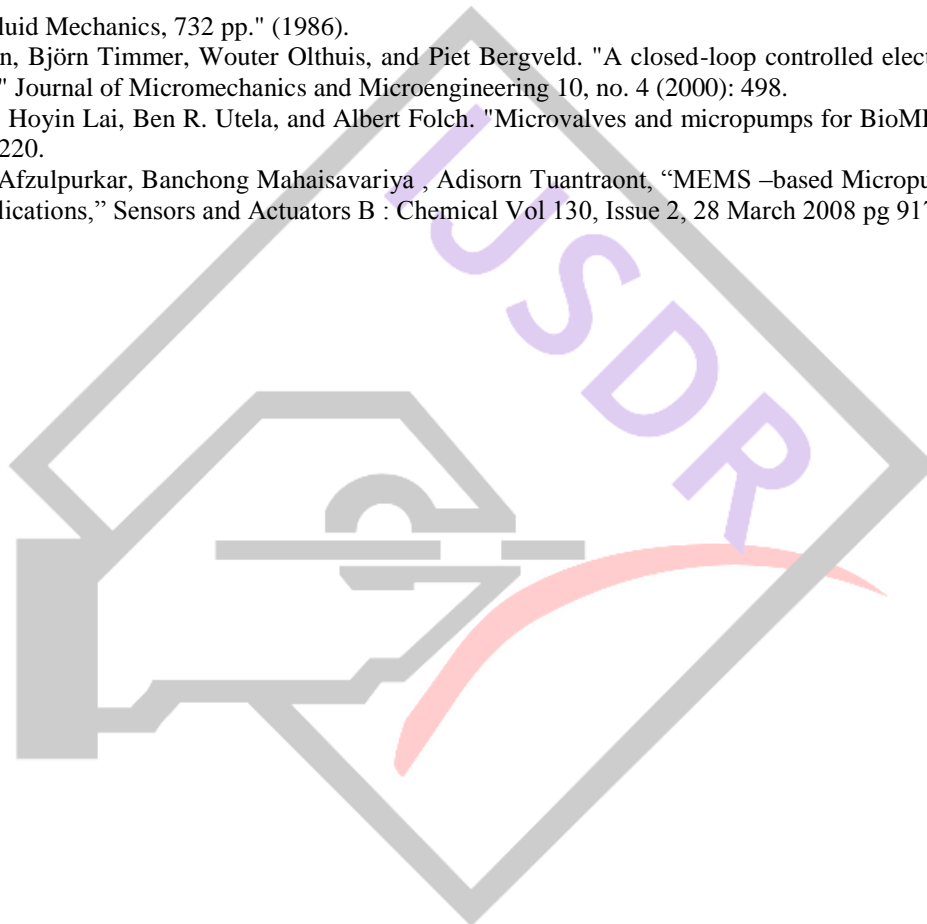 luid Mechanics, 732 pp." (1986).
n, Björn Timmer, Wouter Olthuis, and Piet Bergveld. "A closed-loop controlled elect
" Journal of Micromechanics and Microengineering 10, no. 4 (2000): 498.
Hoyin Lai, Ben R. Utela, and Albert Folch. "Microvalves and micropumps for BioMI
220.
Afzulpurkar, Banchong Mahaisavariya , Adisorn Tuantraont, “MEMS –based Micropu
lications,” Sensors and Actuators B : Chemical Vol 130, Issue 2, 28 March 2008 pg 917
IJSDR